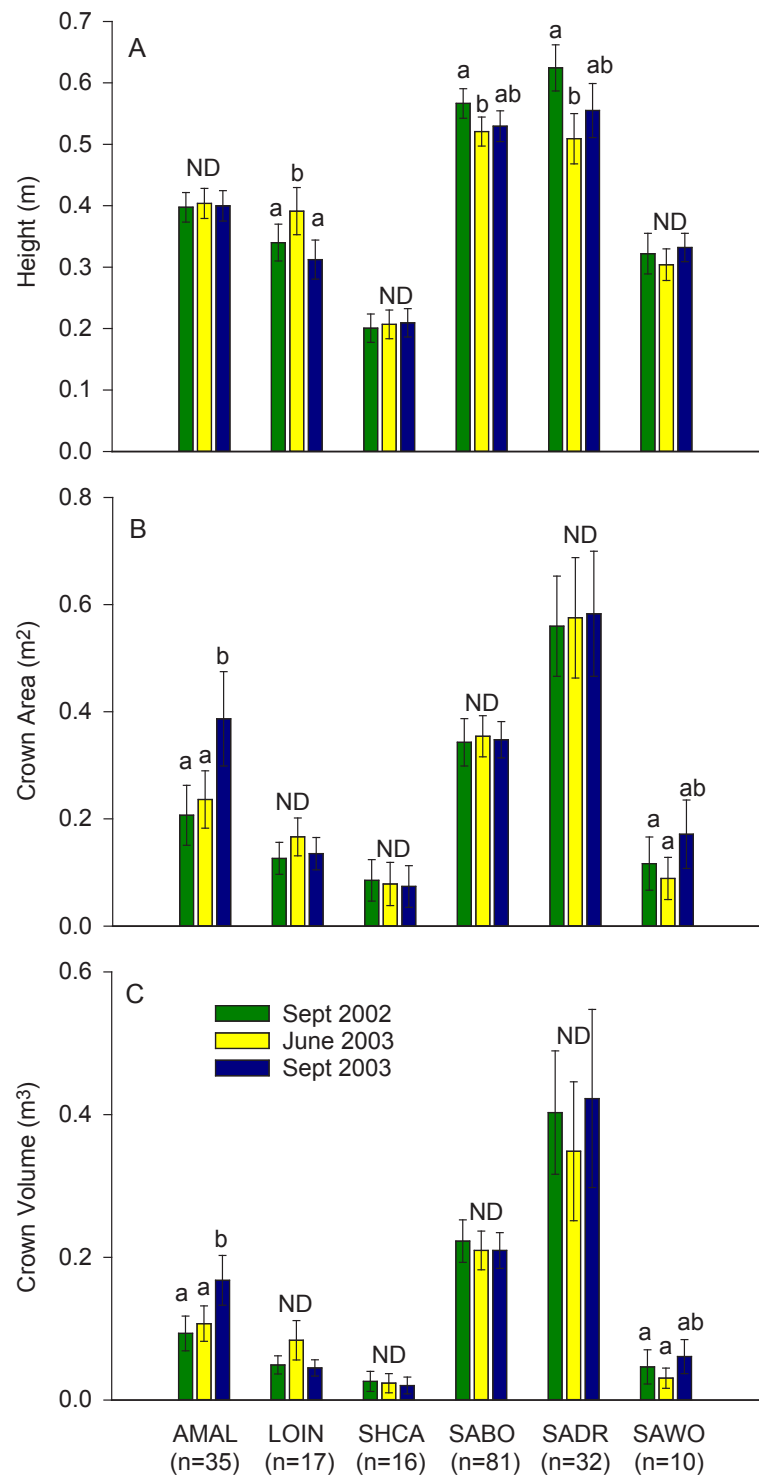 0.7
A
a
0.6
a
ab
ab
b
b
0.5
ND
b
0.4
a
a
ND
Height (m)
0.3
ND
0.2
0.1
0.0
0.8
B
ND
0.6
Crown Area (m2)
b
ND
0.4
a a
ab
ND
0.2
ND
a a
0.0
0.6
C
Sept 2002
June 2003
Sept 2003
ND
0.4
Crown Volume (m3)
ND
b
0.2
a a
ND
ab
ND
a a
0.0
AMAL LOIN SHCA SABO SADR SAWO
(n=35) (n=17) (n=16) (n=81) (n=32) (n=10)